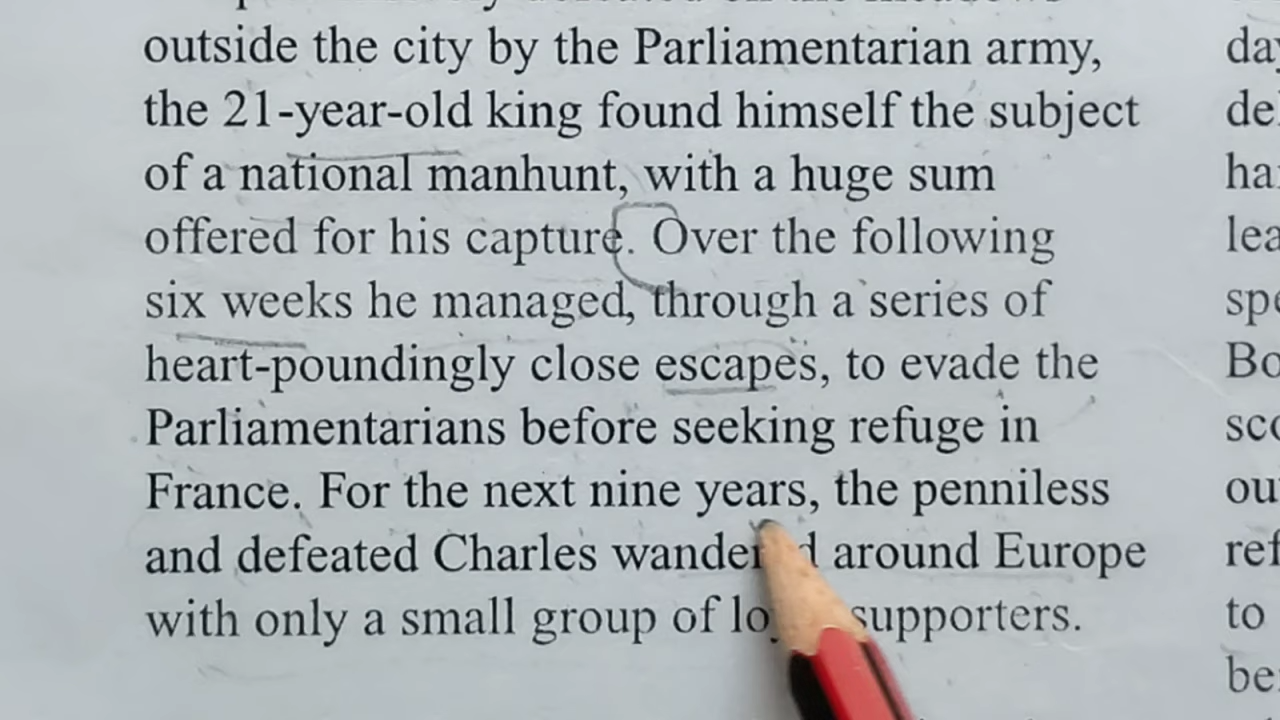 outside the city by the Parliamentarian army,
the 21-year-old king found himself the subject
of a national manhunt, with a huge sum
offered for his capture. Over the following
six weeks he managed, through a series of
heart-poundingly close escapes, to evade the
Parliamentarians before seeking refuge in
France. For the next nine years, the penniless
and defeated Charles around Europe
with only a small group of supporters.